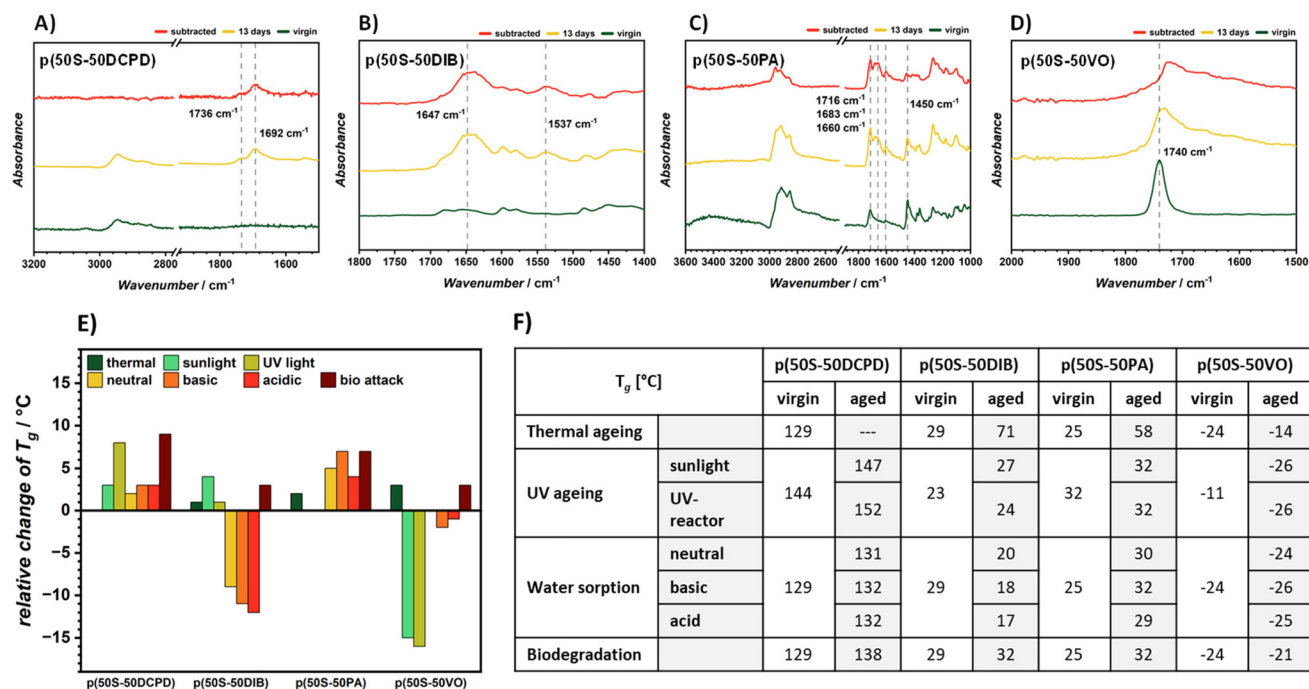 A)
subtracted 13 days virgin
p(50S-50DCPD)
1736 cm⁻¹
1692 cm⁻¹
Absorbance
3200 3000 2800 1600
Wavenumber / cm⁻¹
B)
subtracted 13 days virgin
p(50S-50DIB)
1647 cm⁻¹
1537 cm⁻¹
Absorbance
1800 1750 1700 1650 1600 1550 1500 1450 1400
Wavenumber / cm⁻¹
C)
subtracted 13 days virgin
p(50S-50PA)
1716 cm⁻¹
1683 cm⁻¹
1660 cm⁻¹
1450 cm⁻¹
Absorbance
3600 3400 3200 3000 2800 2600 1800 1600 1400 1200 1000
Wavenumber / cm⁻¹
D)
subtracted 13 days virgin
p(50S-50VO)
1740 cm⁻¹
Absorbance
2000 1900 1800 1700 1600 1500
Wavenumber / cm⁻¹
E)
thermal sunlight UV light
neutral basic acidic bio attack
relative change of Tg / °C
15
10
5
0
−5
−10
−15
p(50S-50DCPD) p(50S-50DIB) p(50S-50PA) p(50S-50VO)
F)
Tg [°C] p(50S-50DCPD) p(50S-50DIB) p(50S-50PA) p(50S-50VO)
virgin aged virgin aged virgin aged virgin aged
Thermal ageing 129 --- 29 71 25 58 -24 -14
UV ageing 144 23 32 -11
sunlight 147 27 32 -26
UV-
reactor 152 24 32 -26
Water sorption 129 29 25 -24
neutral 131 20 30 -24
basic 132 18 32 -26
acid 132 17 29 -25
Biodegradation 129 138 29 32 25 32 -24 -21